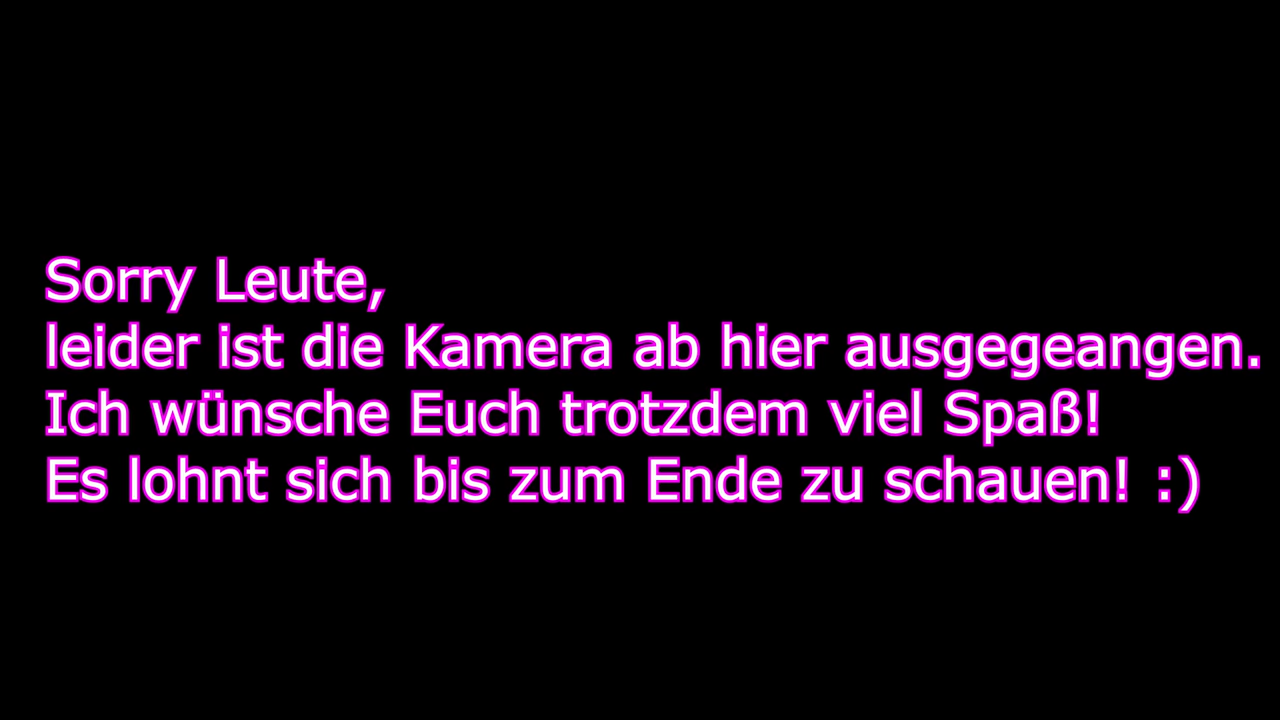 Sorry Leute,
leider ist die Kamera ab hier ausgegeangen.
Ich wünsche Euch trotzdem viel Spaß!
Es lohnt sich bis zum Ende zu schauen! :)